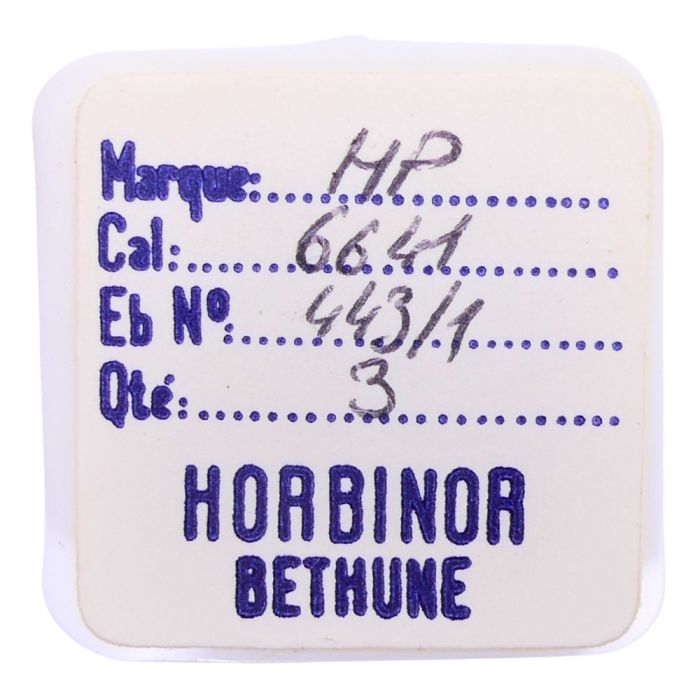 Marque: HP
Cal: 6641
Eb Nº: 443/1
Qté: 3
HORBINOR
BETHUNE